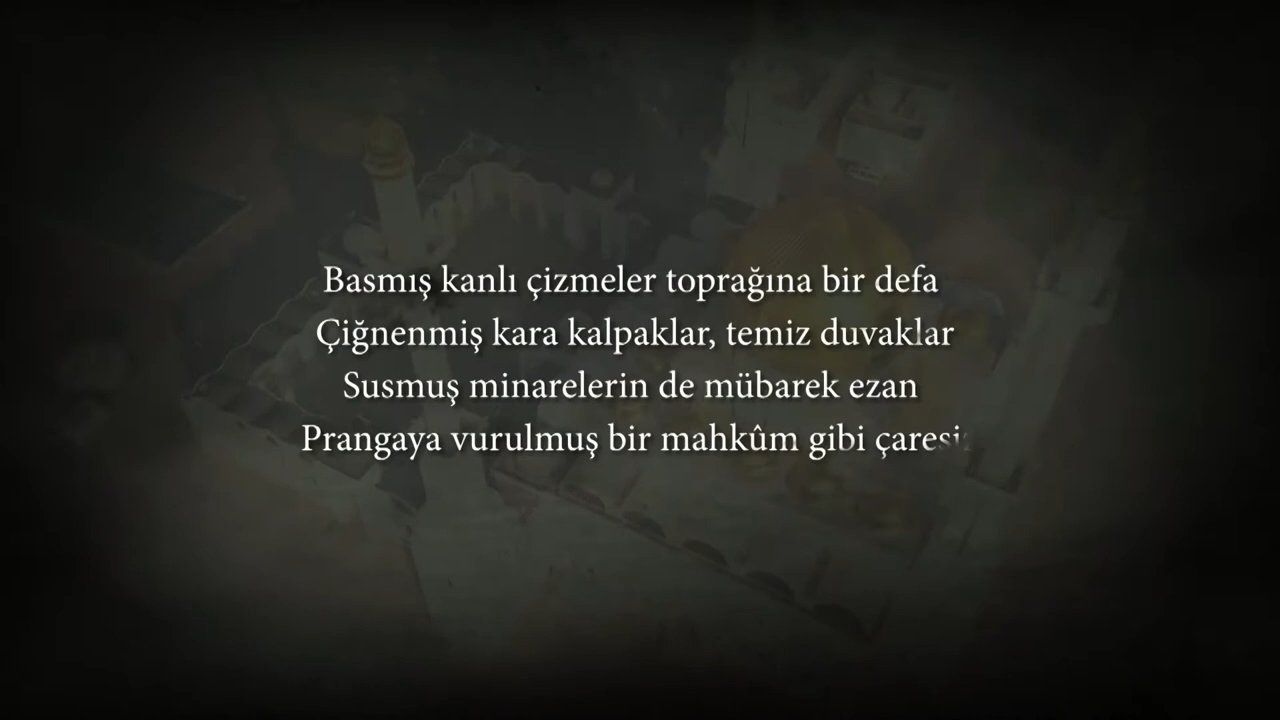 Basmış kanlı çizmeler toprağına bir defa
Çiğnenmiş kara kalpaklar, temiz duvaklar
Susmuş minarelerin de mübarek ezan
Prangaya vurulmuş bir mahkûm gibi